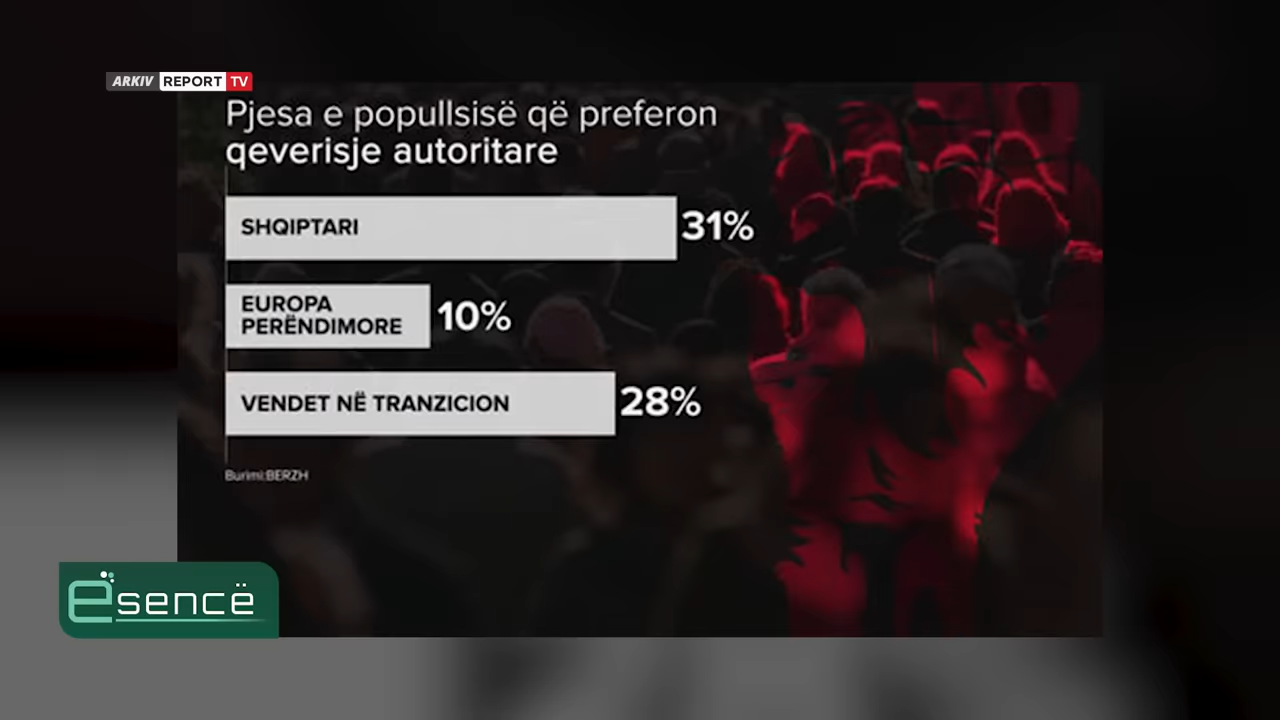 ARKIV REPORT TV
Pjesa e popullsisë që preferon
qeverisje autoritare
SHQIPTARI 31%
EUROPA
PERËNDIMORE 10%
VENDET NË TRANZICION 28%
Burimi:BERZH
ësencë